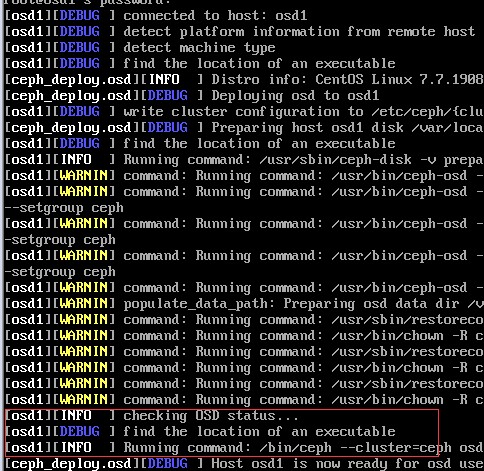 root@osd1's password:
[osd1][DEBUG ] connected to host: osd1
[osd1][DEBUG ] detect platform information from remote host
[osd1][DEBUG ] detect machine type
[osd1][DEBUG ] find the location of an executable
[ceph_deploy.osd][INFO  ] Distro info: CentOS Linux 7.7.1908
[ceph_deploy.osd][DEBUG ] Deploying osd to osd1
[osd1][DEBUG ] write cluster configuration to /etc/ceph/{clu
[ceph_deploy.osd][DEBUG ] Preparing host osd1 disk /var/loca
[osd1][DEBUG ] find the location of an executable
[osd1][INFO  ] Running command: /usr/sbin/ceph-disk -v prepa
[osd1][WARNIN] command: Running command: /usr/bin/ceph-osd -
[osd1][WARNIN] command: Running command: /usr/bin/ceph-osd -
--setgroup ceph
[osd1][WARNIN] command: Running command: /usr/bin/ceph-osd -
-setgroup ceph
[osd1][WARNIN] command: Running command: /usr/bin/ceph-osd -
-setgroup ceph
[osd1][WARNIN] command: Running command: /usr/bin/ceph-osd -
[osd1][WARNIN] populate_data_path: Preparing osd data dir /v
[osd1][WARNIN] command: Running command: /usr/sbin/restoreco
[osd1][WARNIN] command: Running command: /usr/bin/chown -R c
[osd1][WARNIN] command: Running command: /usr/sbin/restoreco
[osd1][WARNIN] command: Running command: /usr/bin/chown -R c
[osd1][WARNIN] command: Running command: /usr/sbin/restoreco
[osd1][WARNIN] command: Running command: /usr/bin/chown -R c
[osd1][INFO  ] checking OSD status...
[osd1][DEBUG ] find the location of an executable
[osd1][INFO  ] Running command: /bin/ceph --cluster=ceph osd
[ceph_deploy.osd][DEBUG ] Host osd1 is now ready for osd use